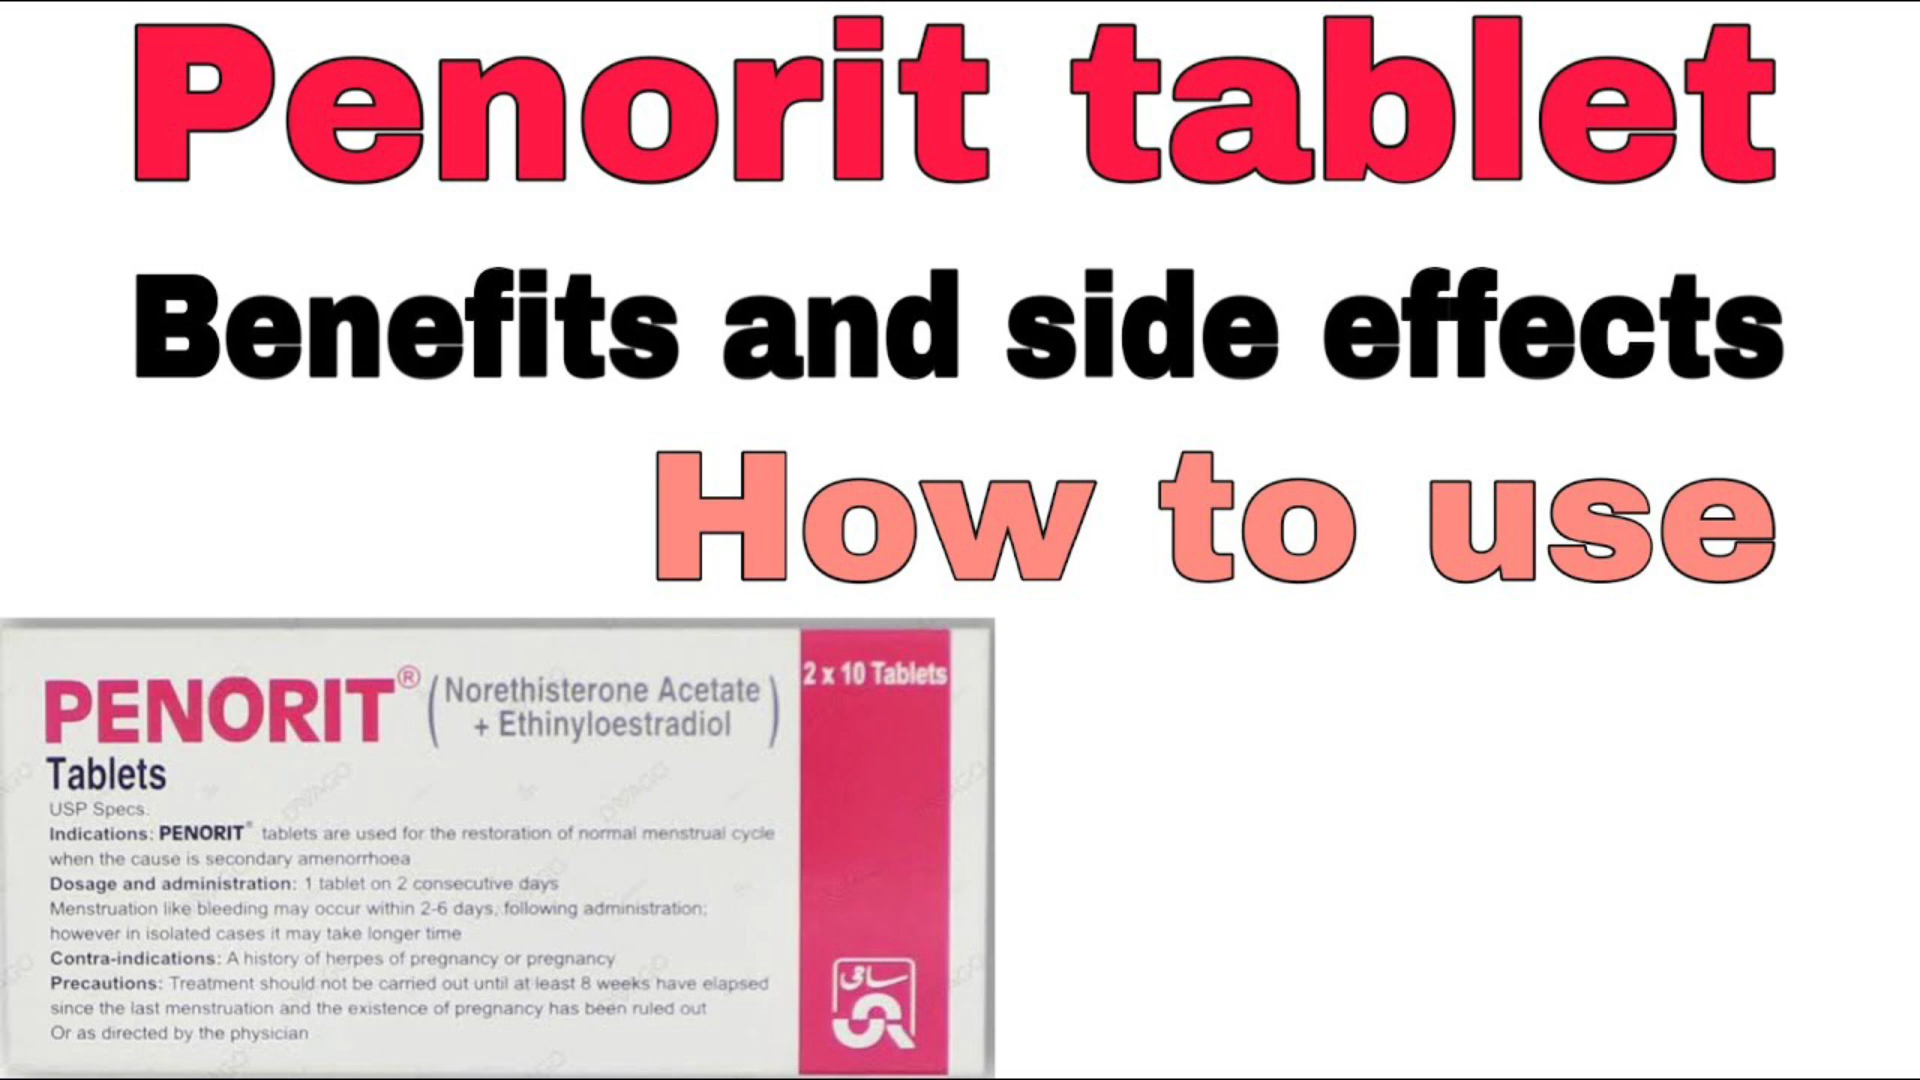 Penorit tablet
Benefits and side effects
How to use
PENORIT® (Norethisterone Acetate + Ethinyloestradiol)
2 x 10 Tablets
Tablets
USP Specs.
Indications: PENORIT® tablets are used for the restoration of normal menstrual cycle
when the cause is secondary amenorrhoea
Dosage and administration: 1 tablet on 2 consecutive days
Menstruation like bleeding may occur within 2-6 days, following administration;
however in isolated cases it may take longer time
Contra-indications: A history of herpes of pregnancy or pregnancy
Precautions: Treatment should not be carried out until at least 8 weeks have elapsed
since the last menstruation and the existence of pregnancy has been ruled out
Or as directed by the physician
سامی